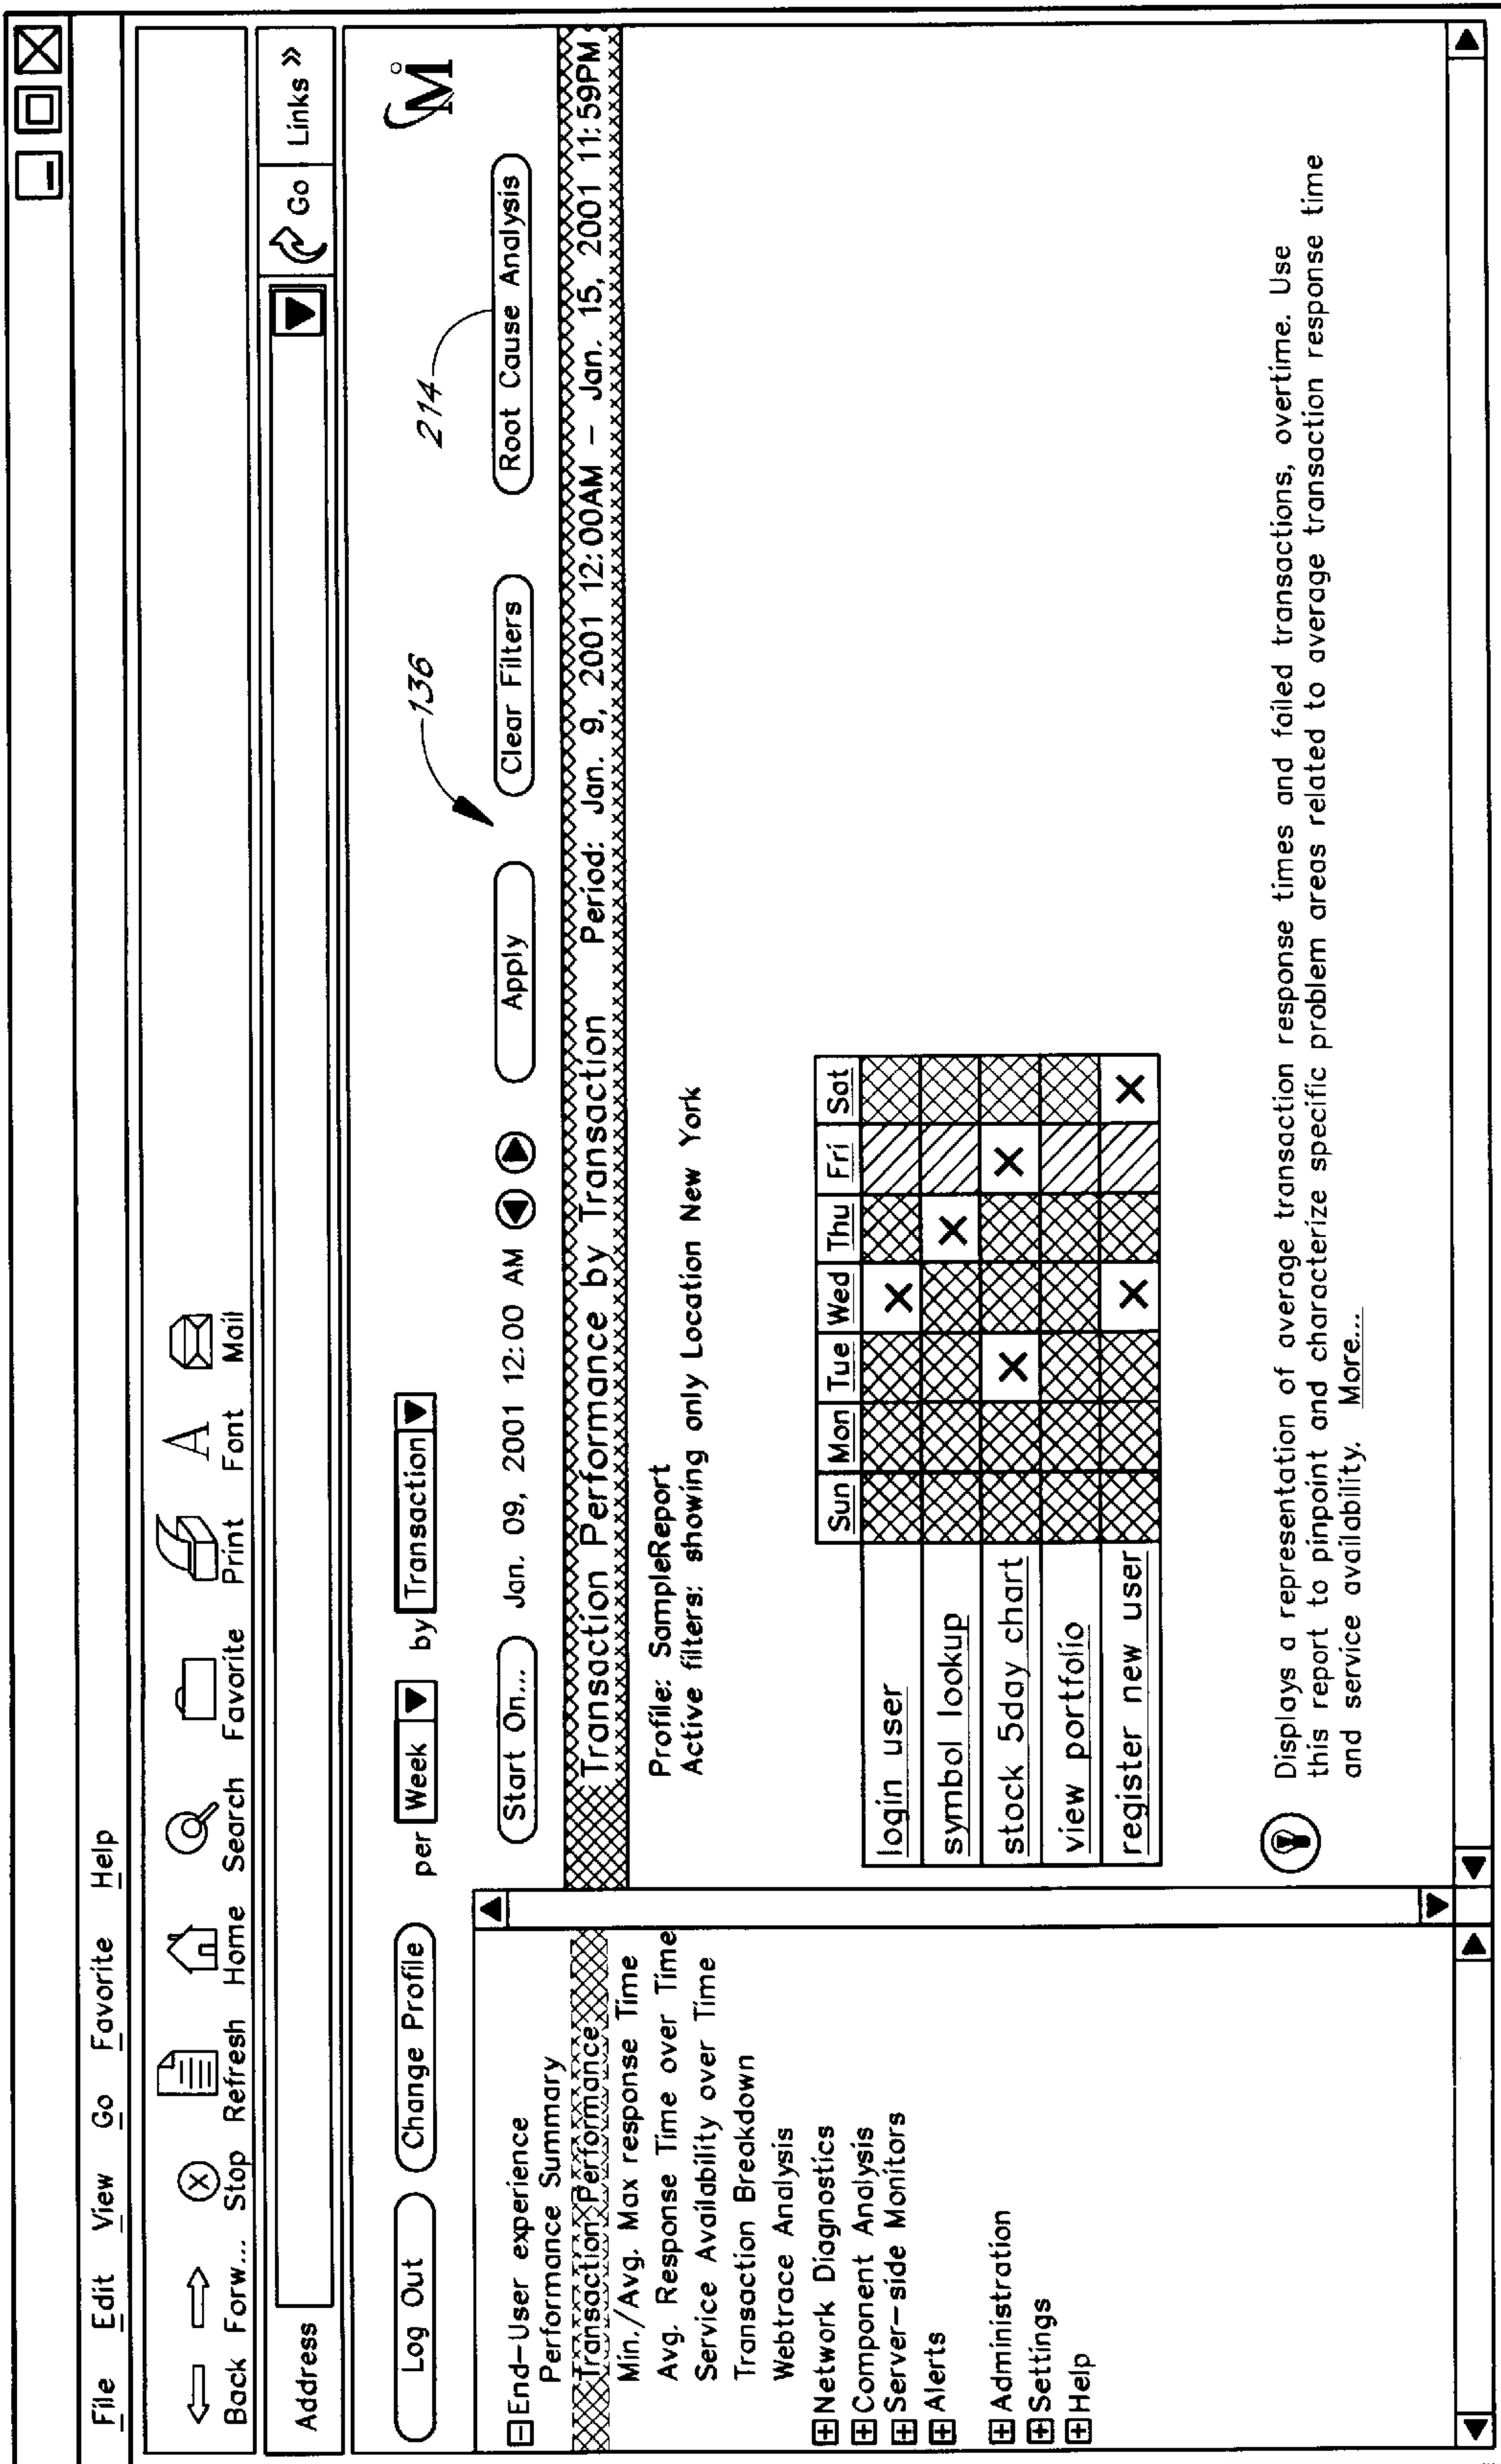 File Edit View Go Favorite Help
Back Forw... Stop Refresh Home Search Favorite Print Font Mail
Address Go Links »
Log Out Change Profile per Week by Transaction M
214
136
Start On... Jan. 09, 2001 12:00 AM Apply Clear Filters Root Cause Analysis
Transaction Performance by Transaction Period: Jan. 9, 2001 12:00AM – Jan. 15, 2001 11:59PM
End–User experience
Performance Summary
Transaction Performance
Min./Avg. Max response Time
Avg. Response Time over Time
Service Availability over Time
Transaction Breakdown
Webtrace Analysis
Network Diagnostics
Component Analysis
Server–side Monitors
Alerts
Administration
Settings
Help
Profile: SampleReport
Active filters: showing only Location New York
Sun Mon Tue Wed Thu Fri Sat
login user X
symbol lookup X
stock 5day chart X X
view portfolio
register new user X X
Displays a representation of average transaction response times and failed transactions, overtime. Use
this report to pinpoint and characterize specific problem areas related to average transaction response time
and service availability. More...